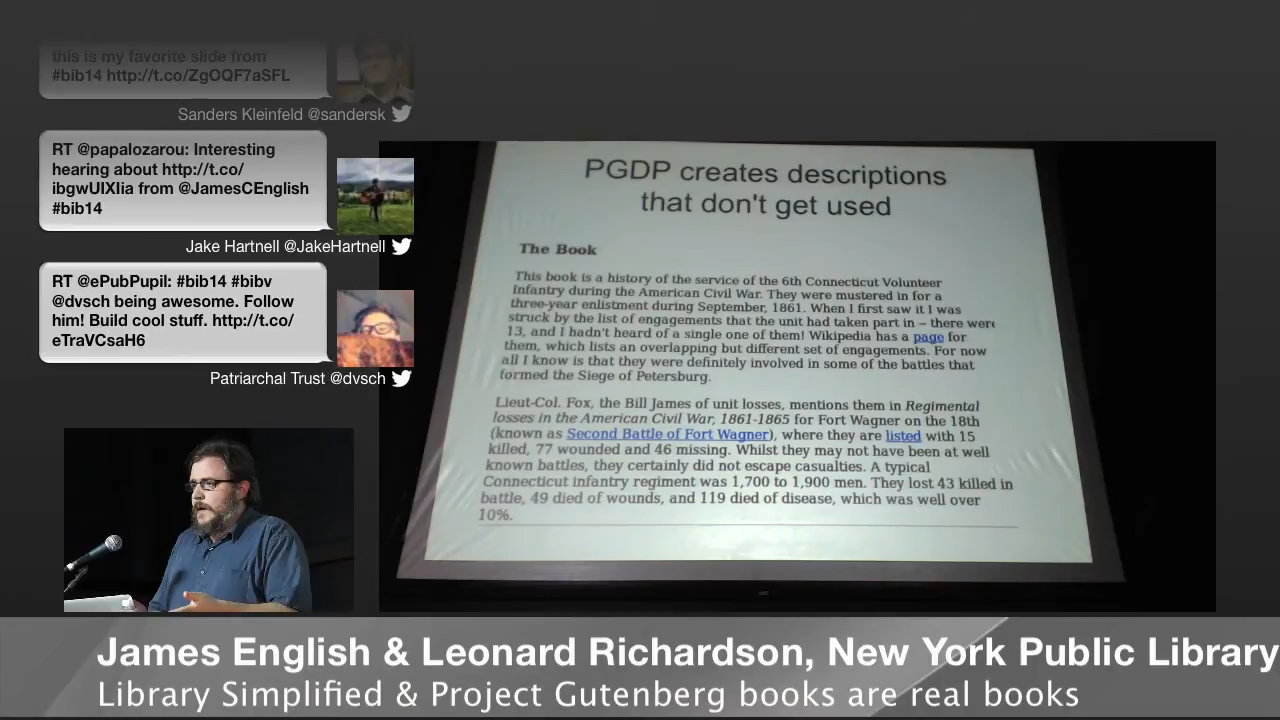 this is my favorite slide from
#bib14 http://t.co/ZgOQF7aSFL
Sanders Kleinfeld @sandersk
RT @papalozarou: Interesting
hearing about http://t.co/
ibgwUIXIia from @JamesCEnglish
#bib14
Jake Hartnell @JakeHartnell
RT @ePubPupil: #bib14 #bibv
@dvsch being awesome. Follow
him! Build cool stuff. http://t.co/
eTraVCsaH6
Patriarchal Trust @dvsch
PGDP creates descriptions
that don't get used
The Book
This book is a history of the service of the 6th Connecticut Volunteer
Infantry during the American Civil War. They were mustered in for a
three-year enlistment during September, 1861. When I first saw it I was
struck by the list of engagements that the unit had taken part in – there were
13, and I hadn't heard of a single one of them! Wikipedia has a page for
them, which lists an overlapping but different set of engagements. For now
all I know is that they were definitely involved in some of the battles that
formed the Siege of Petersburg.
Lieut-Col. Fox, the Bill James of unit losses, mentions them in Regimental
losses in the American Civil War, 1861-1865 for Fort Wagner on the 18th
(known as Second Battle of Fort Wagner), where they are listed with 15
killed, 77 wounded and 46 missing. Whilst they may not have been at well
known battles, they certainly did not escape casualties. A typical
Connecticut infantry regiment was 1,700 to 1,900 men. They lost 43 killed in
battle, 49 died of wounds, and 119 died of disease, which was well over
10%.
James English & Leonard Richardson, New York Public Library
Library Simplified & Project Gutenberg books are real books